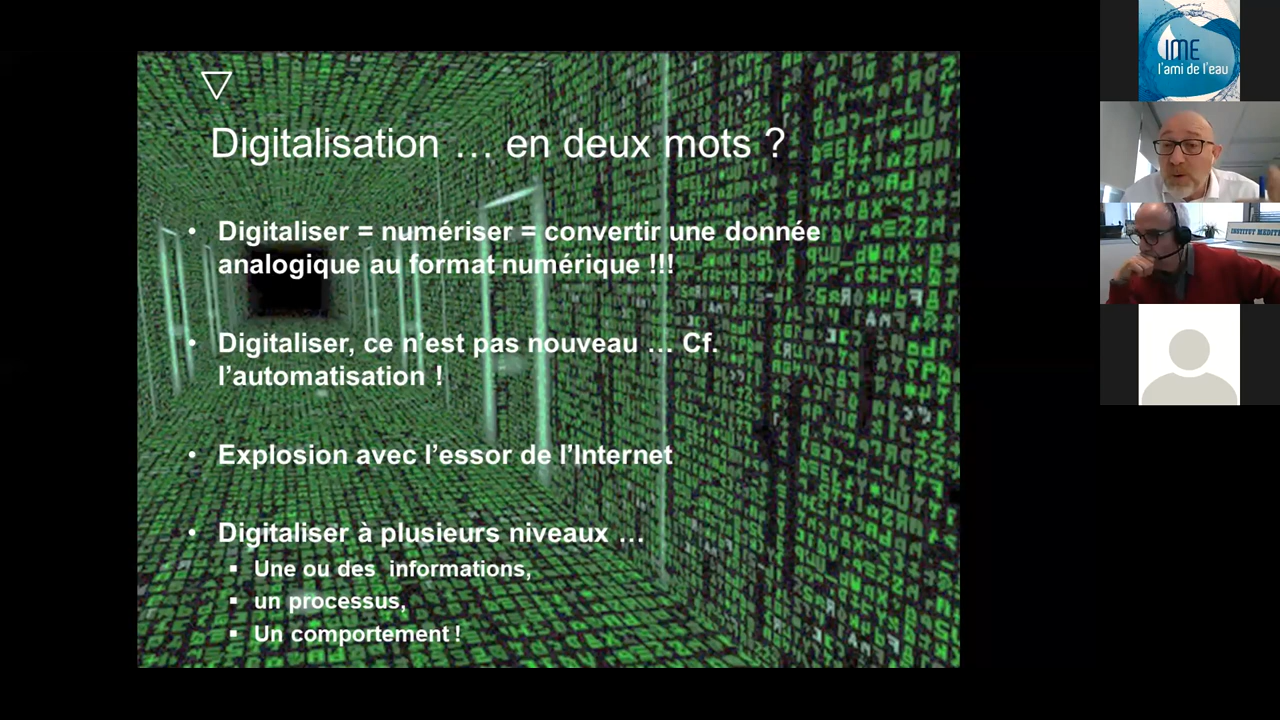 Digitalisation … en deux mots ?
• Digitaliser = numériser = convertir une donnée
analogique au format numérique !!!
• Digitaliser, ce n’est pas nouveau … Cf.
l’automatisation !
• Explosion avec l’essor de l’Internet
• Digitaliser à plusieurs niveaux …
▪ Une ou des informations,
▪ un processus,
▪ Un comportement !
IME
l'ami de l'eau
INSTITUT